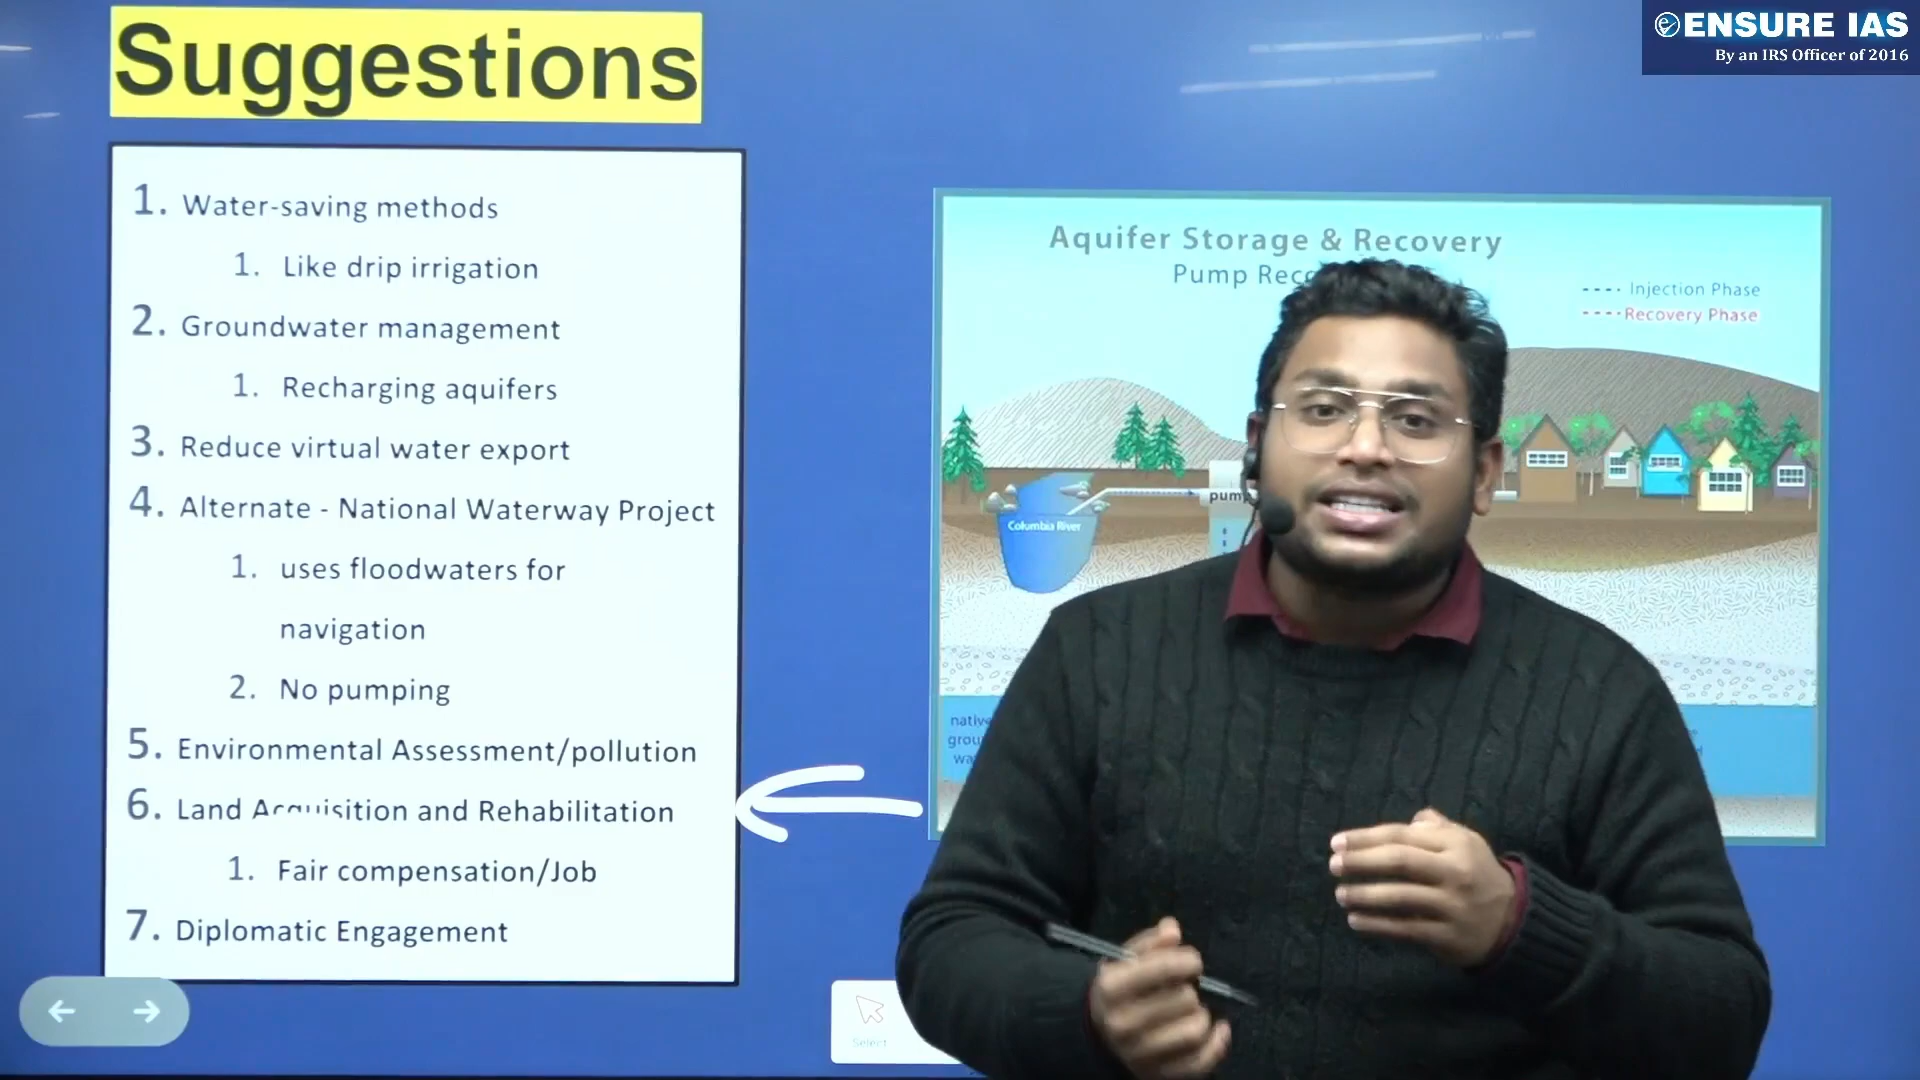 Suggestions
ENSURE IAS
By an IRS Officer of 2016
1. Water-saving methods
1. Like drip irrigation
2. Groundwater management
1. Recharging aquifers
3. Reduce virtual water export
4. Alternate - National Waterway Project
1. uses floodwaters for
navigation
2. No pumping
5. Environmental Assessment/pollution
6. Land Acquisition and Rehabilitation
1. Fair compensation/Job
7. Diplomatic Engagement
Aquifer Storage & Recovery
Pump
---- Injection Phase
---- Recovery Phase
Columbia River
pump
Select